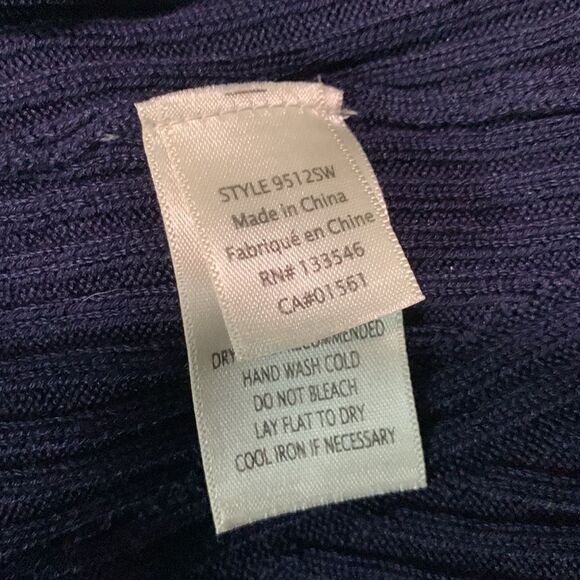 STYLE 9512SW
Made in China
Fabriqué en Chine
RN# 133546
CA#01561
DRY RECOMMENDED
HAND WASH COLD
DO NOT BLEACH
LAY FLAT TO DRY
COOL IRON IF NECESSARY